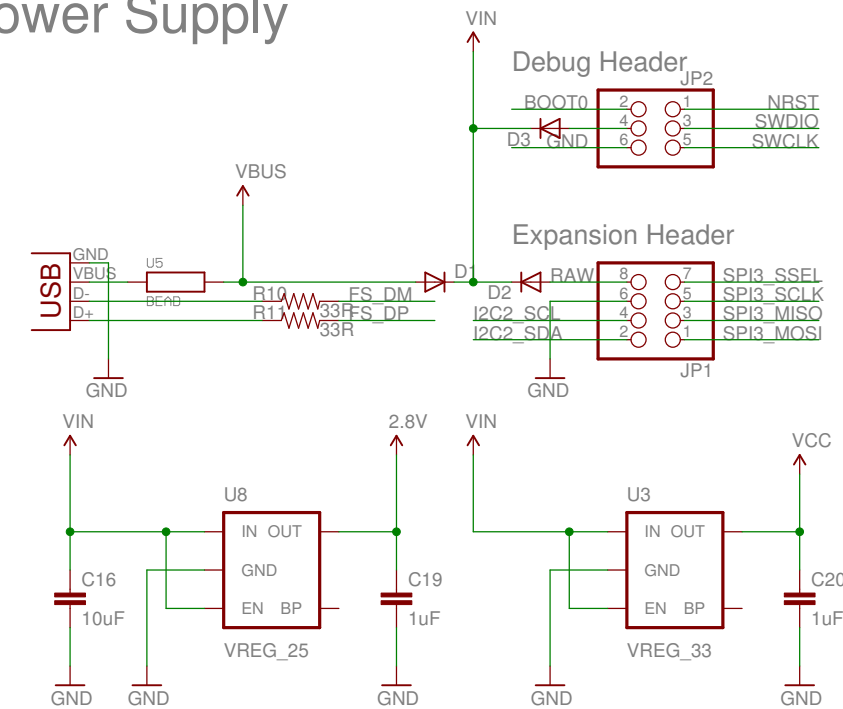 ower Supply
VIN
Debug Header
JP2
BOOT0 2 1 NRST
4 3 SWDIO
D3 GND 6 5 SWCLK
VBUS
Expansion Header
USB
GND
VBUS
D-
D+
U5
BEAD
R10 33R FS_DM
R11 33R FS_DP
D1
D2
RAW 8 7 SPI3_SSEL
6 5 SPI3_SCLK
I2C2_SCL 4 3 SPI3_MISO
I2C2_SDA 2 1 SPI3_MOSI
JP1
GND
GND
VIN
2.8V
VIN
VCC
U8
IN OUT
GND
EN BP
VREG_25
C16
10uF
C19
1uF
GND
GND
GND
U3
IN OUT
GND
EN BP
VREG_33
C20
1uF
GND
GND